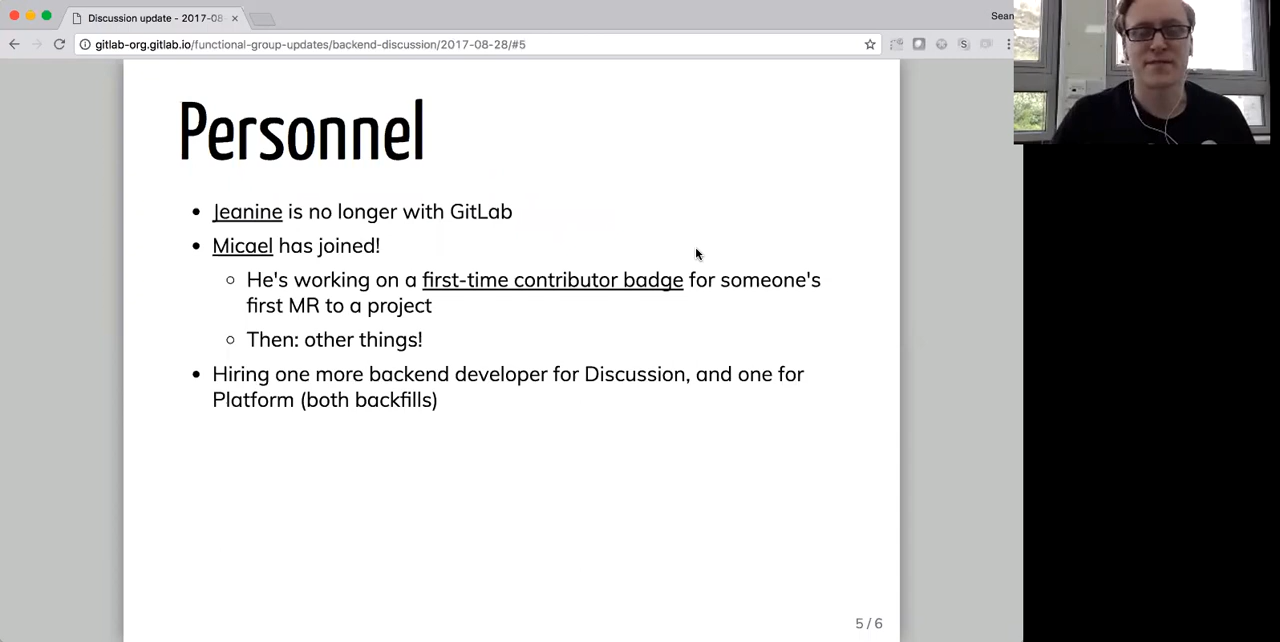 Discussion update - 2017-08
Sean
gitlab-org.gitlab.io/functional-group-updates/backend-discussion/2017-08-28/#5
Personnel
Jeanine is no longer with GitLab
Micael has joined!
He's working on a first-time contributor badge for someone's
first MR to a project
Then: other things!
Hiring one more backend developer for Discussion, and one for
Platform (both backfills)
5 / 6